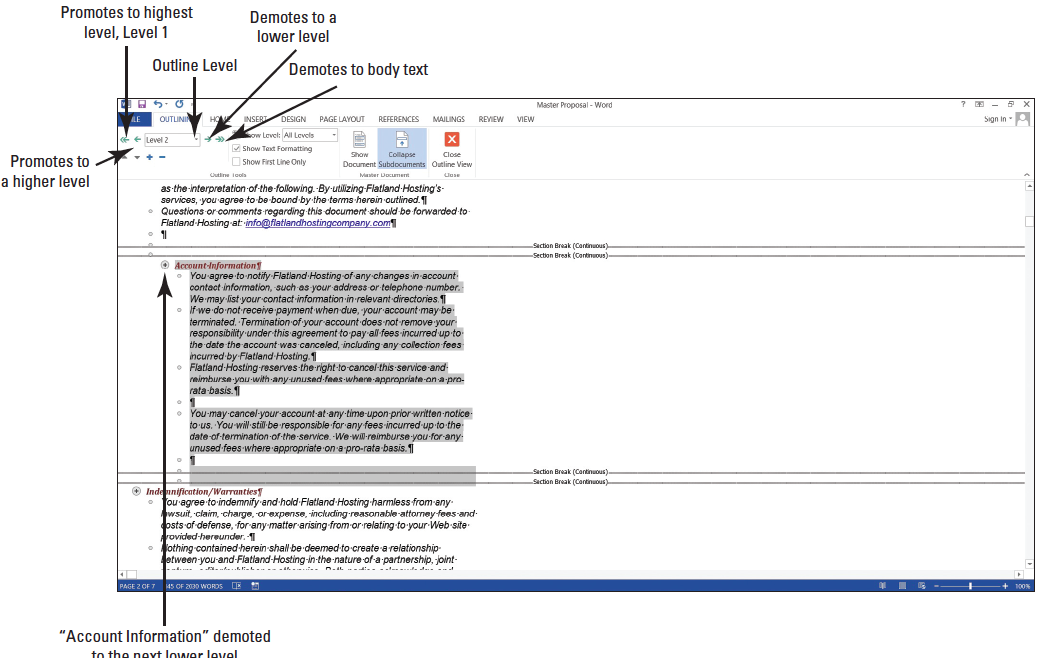 Promotes to highest
level, Level 1
Demotes to a
lower level
Outline Level
Demotes to body text
Promotes to
a higher level
Master Proposal - Word
OUTLINING HOME INSERT DESIGN PAGE LAYOUT REFERENCES MAILINGS REVIEW VIEW
Sign In
Level 2
Show Level: All Levels
Show Text Formatting
Show First Line Only
Outline Tools
Show
Document
Collapse
Subdocuments
Master Document
Close
Outline View
Close
as·the·interpretation·of·the·following.··By·utilizing·Flatland·Hosting's·
services,·you·agree·to·be·bound·by·the·terms·herein·outlined.¶
Questions·or·comments·regarding·this·document·should·be·forwarded·to·
Flatland·Hosting·at:·info@flatlandhostingcompany.com¶
¶
Section Break (Continuous)
Section Break (Continuous)
Account·Information¶
You·agree·to·notify·Flatland·Hosting·of·any·changes·in·account·
contact·information,·such·as·your·address·or·telephone·number.··
We·may·list·your·contact·information·in·relevant·directories.¶
If·we·do·not·receive·payment·when·due,·your·account·may·be·
terminated.··Termination·of·your·account·does·not·remove·your·
responsibility·under·this·agreement·to·pay·all·fees·incurred·up·to·
the·date·the·account·was·canceled,·including·any·collection·fees·
incurred·by·Flatland·Hosting.¶
Flatland·Hosting·reserves·the·right·to·cancel·this·service·and·
reimburse·you·with·any·unused·fees·where·appropriate·on·a·pro-
rata·basis.¶
¶
You·may·cancel·your·account·at·any·time·upon·prior·written·notice·
to·us.··You·will·still·be·responsible·for·any·fees·incurred·up·to·the·
date·of·termination·of·the·service.··We·will·reimburse·you·for·any·
unused·fees·where·appropriate·on·a·pro-rata·basis.¶
¶
Section Break (Continuous)
Section Break (Continuous)
Indemnification/Warranties¶
You·agree·to·indemnify·and·hold·Flatland·Hosting·harmless·from·any·
lawsuit,·claim,·charge,·or·expense,·including·reasonable·attorney·fees·and·
costs·of·defense,·for·any·matter·arising·from·or·relating·to·your·Web·site·
provided·hereunder.·¶
Nothing·contained·herein·shall·be·deemed·to·create·a·relationship·
between·you·and·Flatland·Hosting·in·the·nature·of·a·partnership,·joint·
PAGE 2 OF 7 OF 2030 WORDS 100%
"Account Information" demoted
to the next lower level